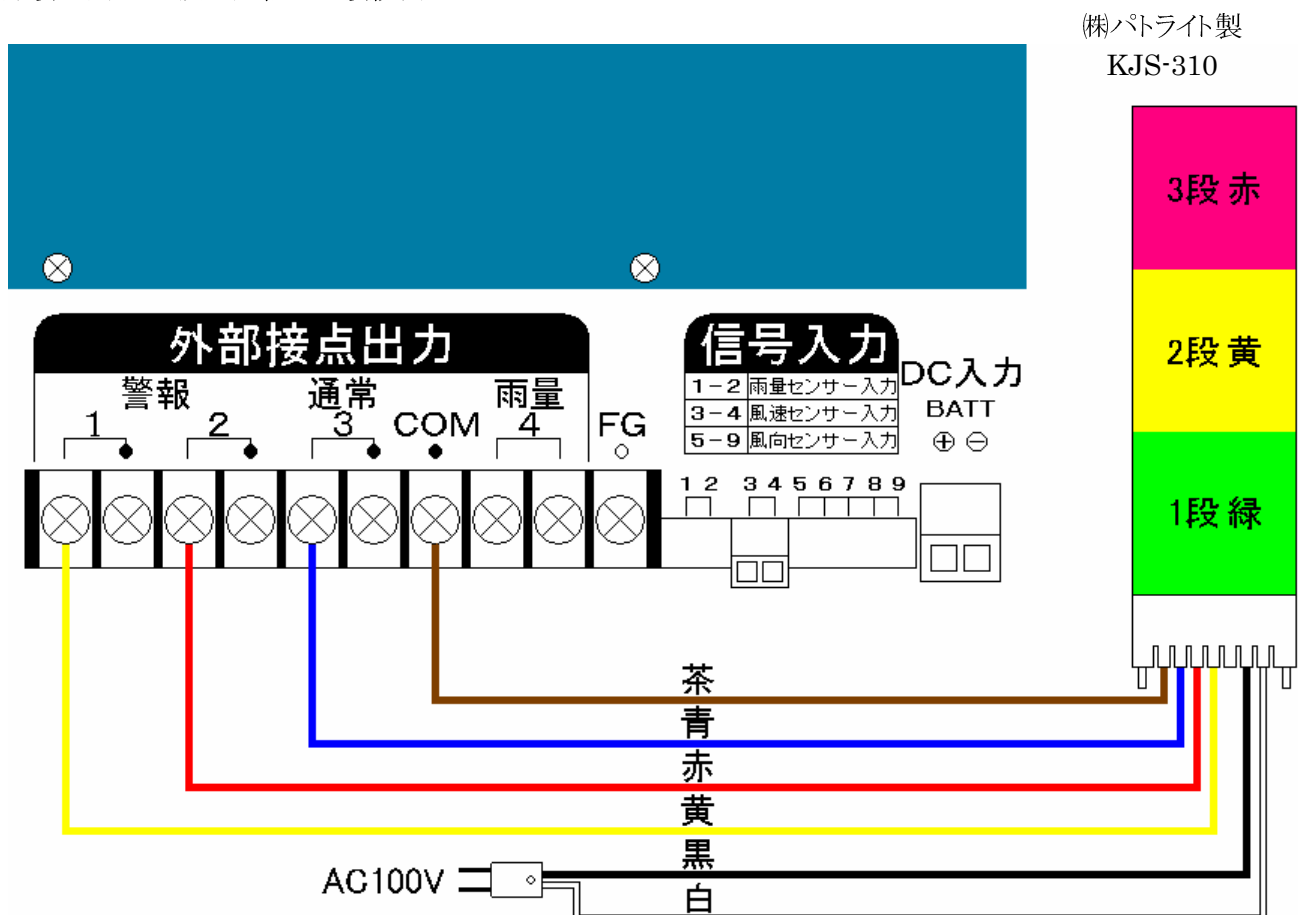 ㈱パトライト製
KJS-310
3段 赤
2段 黄
1段 緑
外部接点出力
警報 通常 雨量
1 2 3 COM 4 FG
信号入力
1-2 雨量センサー入力
3-4 風速センサー入力
5-9 風向センサー入力
DC入力
BATT
⊕ ⊖
1 2 3 4 5 6 7 8 9
茶
青
赤
黄
黒
白
AC100V